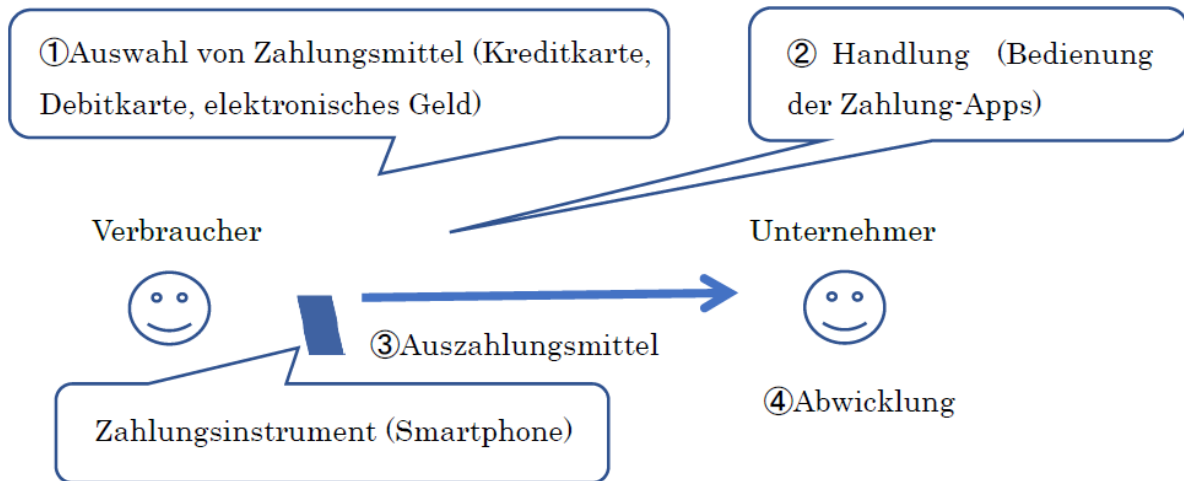 ①Auswahl von Zahlungsmittel (Kreditkarte,
Debitkarte, elektronisches Geld)
② Handlung (Bedienung
der Zahlung-Apps)
Verbraucher
Unternehmer
③Auszahlungsmittel
④Abwicklung
Zahlungsinstrument (Smartphone)